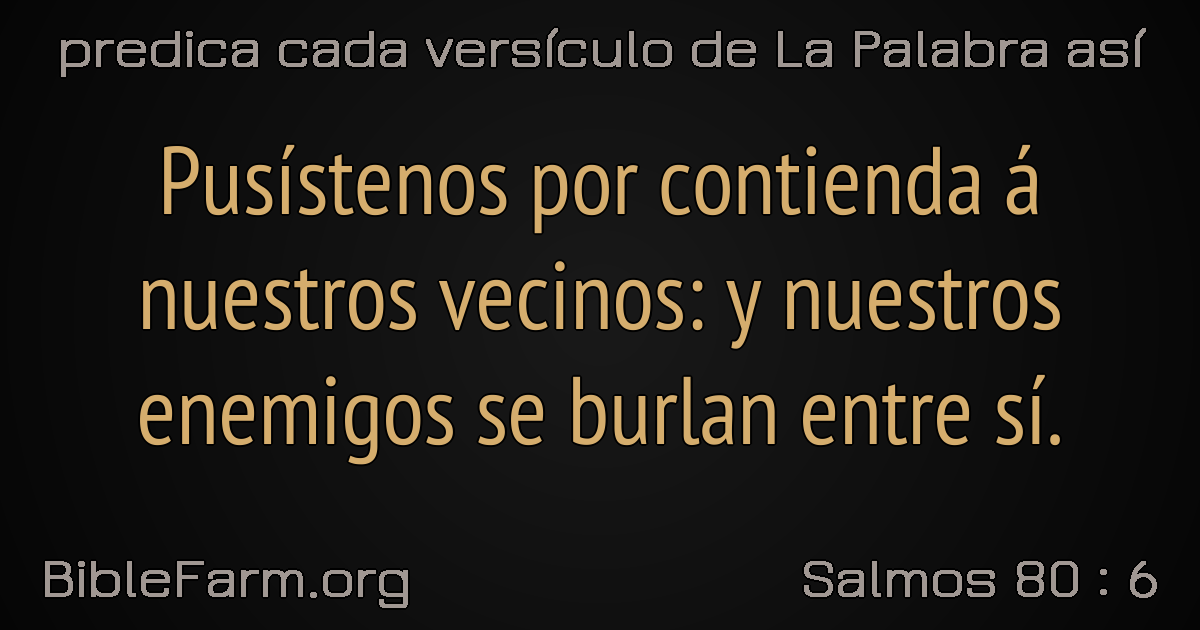 predica cada versículo de La Palabra así
Pusístenos por contienda á
nuestros vecinos: y nuestros
enemigos se burlan entre sí.
BibleFarm.org
Salmos 80 : 6